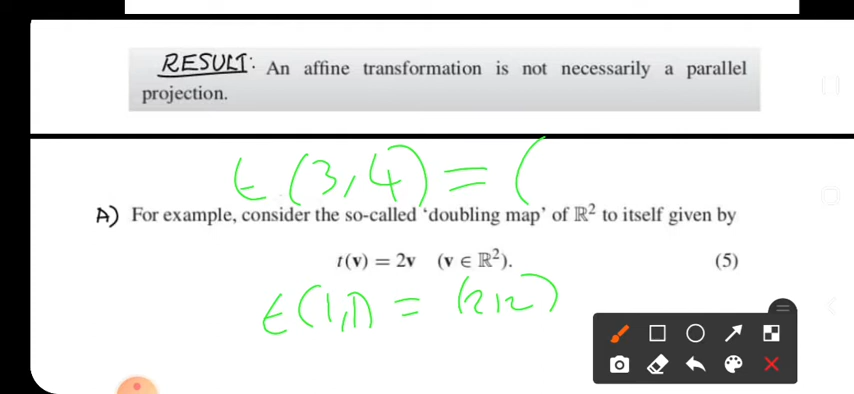 RESULT: An affine transformation is not necessarily a parallel
projection.
t(3,4) = (
A) For example, consider the so-called ‘doubling map’ of ℝ² to itself given by
t(v) = 2v (v ∈ ℝ²). (5)
t(1,1) = (2,2)